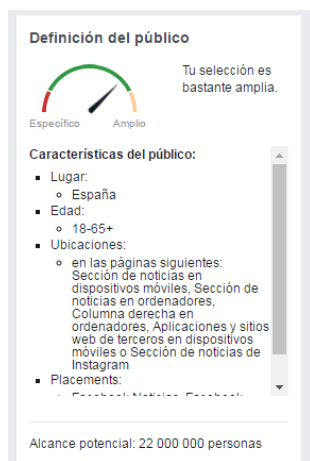 Definición del público
Tu selección es
bastante amplia.
Específico
Amplio
Características del público:
Lugar:
España
Edad:
18-65+
Ubicaciones:
en las páginas siguientes:
Sección de noticias en
dispositivos móviles, Sección de
noticias en ordenadores,
Columna derecha en
ordenadores, Aplicaciones y sitios
web de terceros en dispositivos
móviles o Sección de noticias de
Instagram
Placements:
Facebook Noticias, Facebook
Alcance potencial: 22 000 000 personas